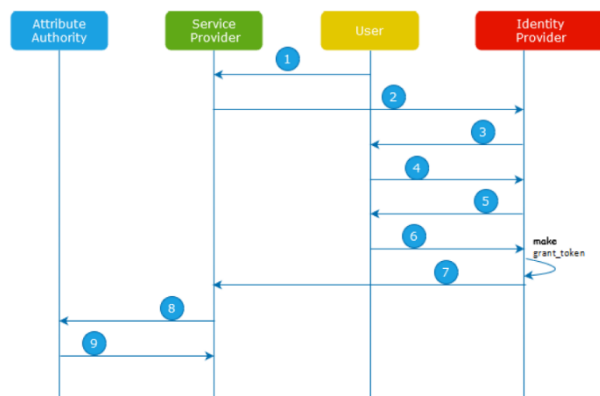 Attribute
Authority
Service
Provider
User
Identity
Provider
1
2
3
4
5
6
make
grant_token
7
8
9